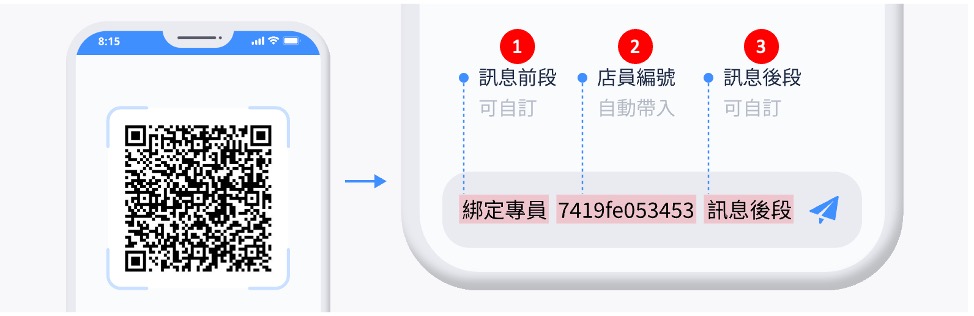 8:15
1 2 3
訊息前段 店員編號 訊息後段
可自訂 自動帶入 可自訂
綁定專員 7419fe053453 訊息後段